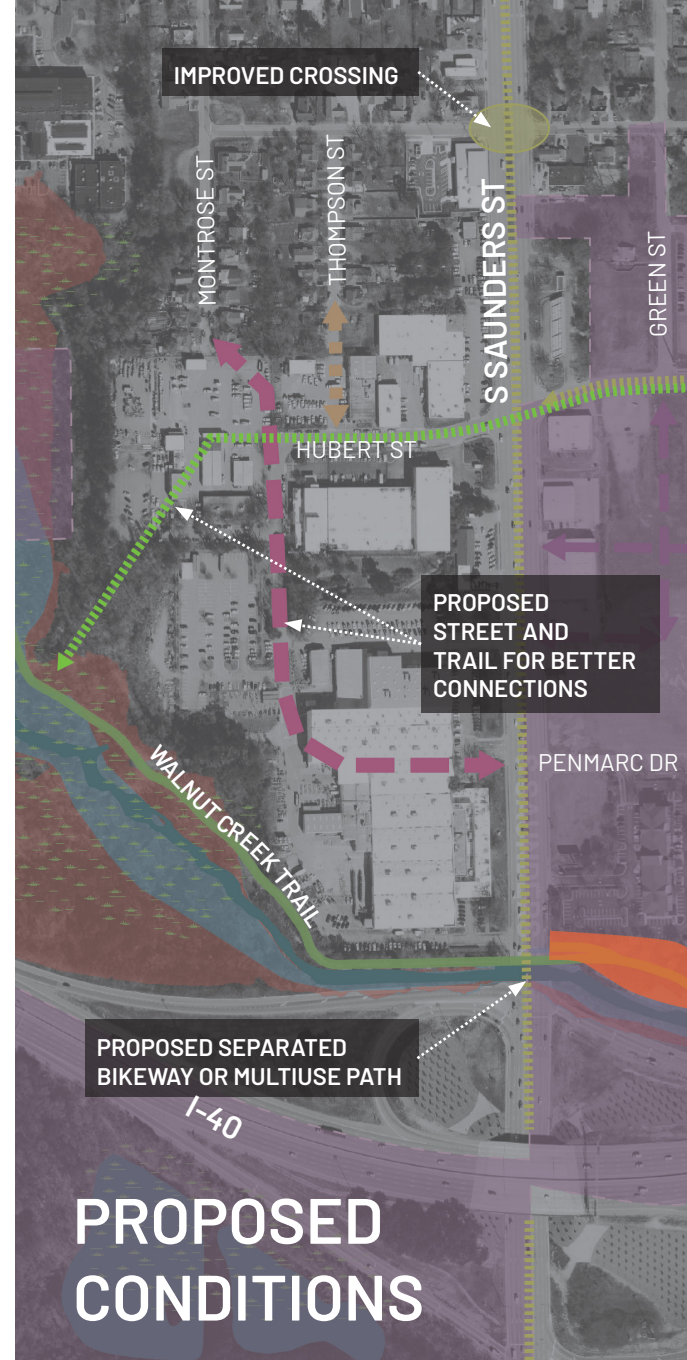 IMPROVED CROSSING
MONTROSE ST
THOMPSON ST
S SAUNDERS ST
GREEN ST
HUBERT ST
PROPOSED
STREET AND
TRAIL FOR BETTER
CONNECTIONS
PENMARC DR
WALNUT CREEK TRAIL
PROPOSED SEPARATED
BIKEWAY OR MULTIUSE PATH
I-40
PROPOSED
CONDITIONS